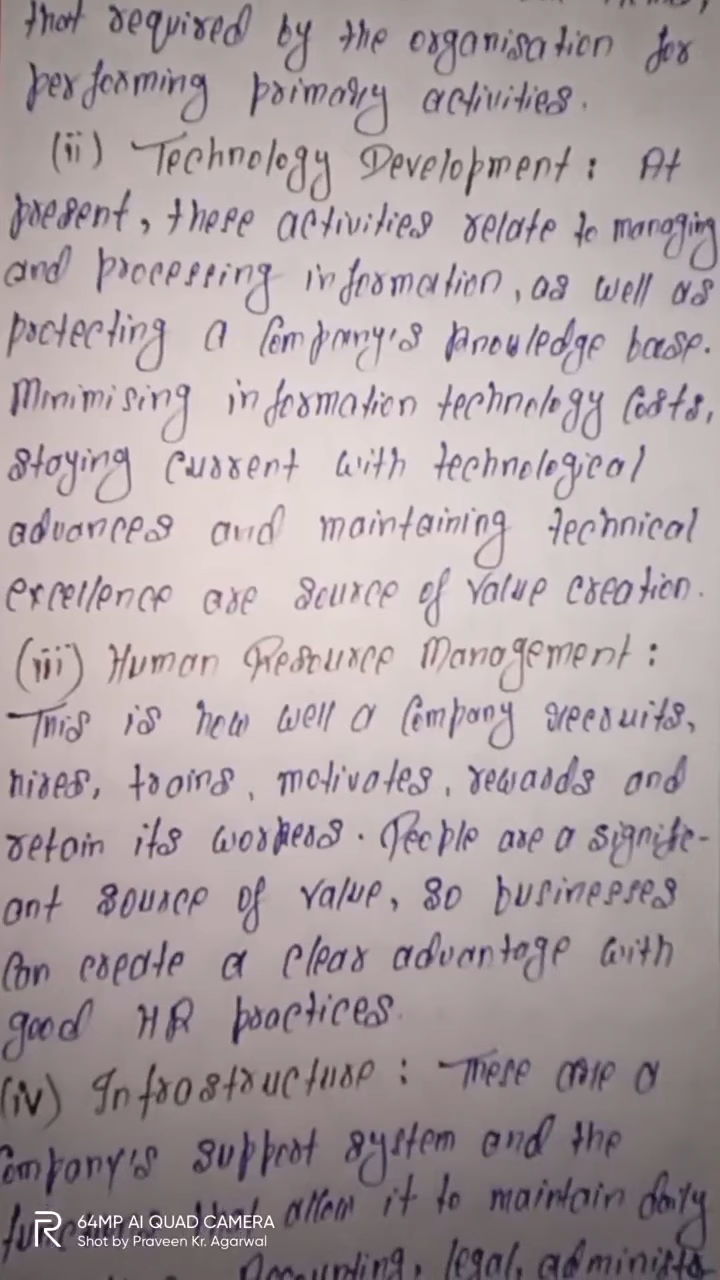 that required by the organisation for
performing primary activities.
(ii) Technology Development: At
present, these activities relate to managing
and processing information, as well as
protecting a Company's knowledge base.
Minimising information technology Costs,
staying current with technological
advances and maintaining technical
excellence are source of value creation.
(iii) Human Resource Management:
This is how well a Company recruits,
hires, trains, motivates, rewards and
retain its workers. People are a signific-
ant source of value, so businesses
Can create a clear advantage with
good HR practices.
(iv) Infrastructure: These are a
Company's support system and the
allow it to maintain daily
Accounting, legal, administra-
R 64MP AI QUAD CAMERA
Shot by Praveen Kr. Agarwal